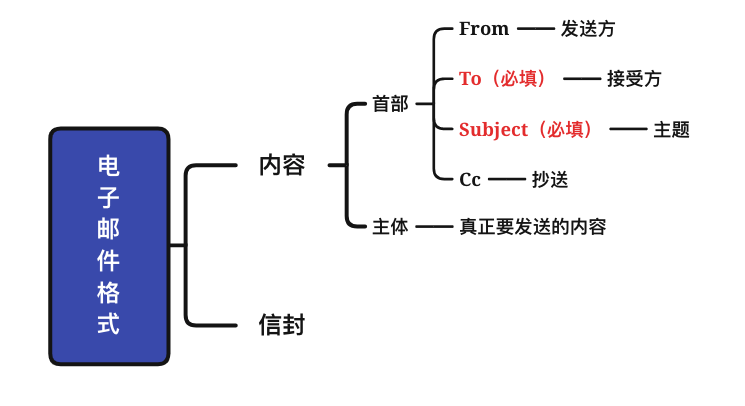 电子邮件格式
内容
首部
From 发送方
To（必填） 接受方
Subject（必填） 主题
Cc 抄送
主体 真正要发送的内容
信封